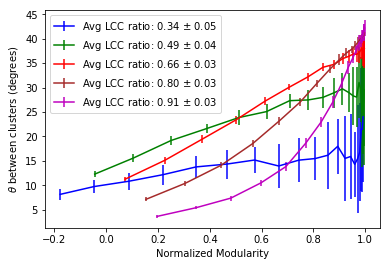 Avg LCC ratio: 0.34 ± 0.05
Avg LCC ratio: 0.49 ± 0.04
Avg LCC ratio: 0.66 ± 0.03
Avg LCC ratio: 0.80 ± 0.03
Avg LCC ratio: 0.91 ± 0.03
θ between clusters (degrees)
45
40
35
30
25
20
15
10
5
−0.2 0.0 0.2 0.4 0.6 0.8 1.0
Normalized Modularity